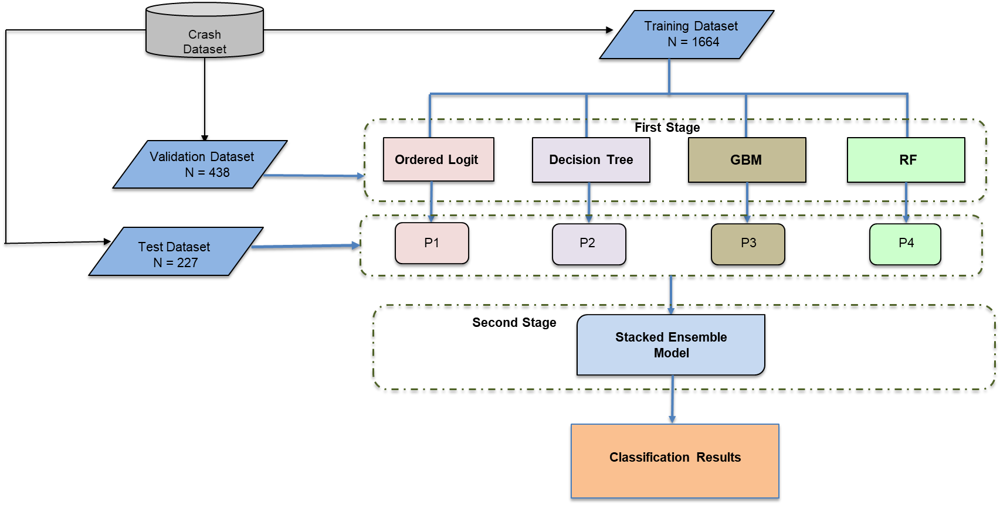 Crash
Dataset
Training Dataset
N = 1664
First Stage
Ordered Logit
Decision Tree
GBM
RF
Validation Dataset
N = 438
P1
P2
P3
P4
Test Dataset
N = 227
Second Stage
Stacked Ensemble
Model
Classification Results